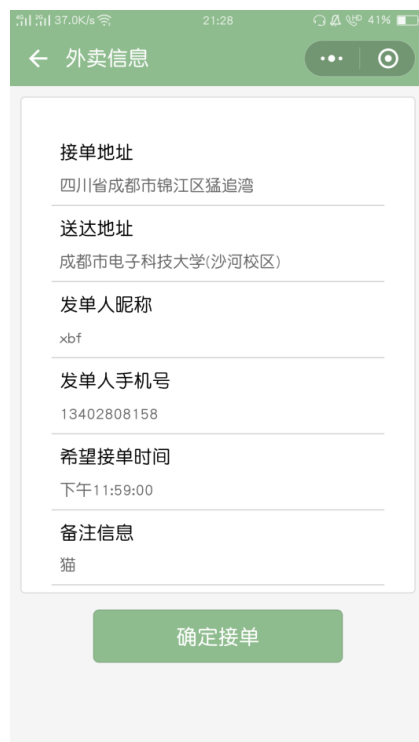 37.0K/s 21:28 41%
外卖信息
接单地址
四川省成都市锦江区猛追湾
送达地址
成都市电子科技大学(沙河校区)
发单人昵称
xbf
发单人手机号
13402808158
希望接单时间
下午11:59:00
备注信息
猫
确定接单